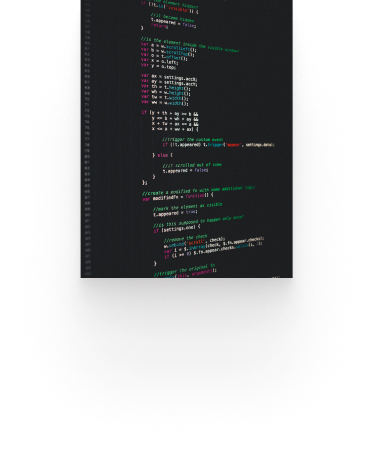 if (!t.is(':visible')) {
//it became hidden
t.appeared = false;
return;
}
//is the element inside the visible window?
var a = w.scrollLeft();
var b = w.scrollTop();
var o = t.offset();
var x = o.left;
var y = o.top;
var ax = settings.accX;
var ay = settings.accY;
var th = t.height();
var wh = w.height();
var tw = t.width();
var ww = w.width();
if (y + th + ay >= b &&
y <= b + wh + ay &&
x + tw + ax >= a &&
x <= a + ww + ax) {
//trigger the custom event
if (!t.appeared) t.trigger('appear', settings.data);
} else {
//it scrolled out of view
t.appeared = false;
}
};
//create a modified fn with some additional logic
var modifiedFn = function() {
//mark the element as visible
t.appeared = true;
//is this supposed to happen only once?
if (settings.one) {
//remove the check
w.unbind('scroll', check);
var i = $.inArray(check, $.fn.appear.checks);
if (i >= 0) $.fn.appear.checks.splice(i, 1);
}
//trigger the original fn